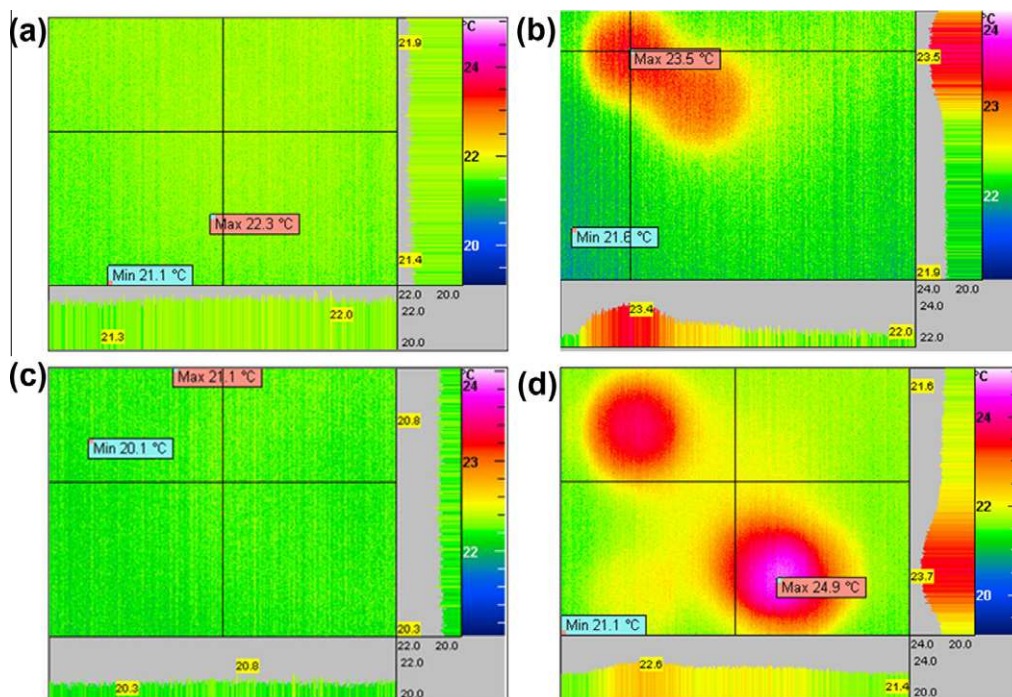 (a)
°C
21.9
24
22
Max 22.3 °C
20
21.4
Min 21.1 °C
22.0 20.0
22.0
22.0
21.3
20.0
(b)
°C
24
23.5
Max 23.5 °C
23
22
Min 21.6 °C
21.9
24.0 20.0
24.0
23.4
22.0
22.0
(c)
°C
Max 21.1 °C
24
20.8
Min 20.1 °C
23
22
20.3
22.0 20.0
22.0
20.8
20.3
20.0
(d)
°C
21.6
24
22
23.7
Max 24.9 °C
20
Min 21.1 °C
24.0 20.0
24.0
22.6
21.4
20.0